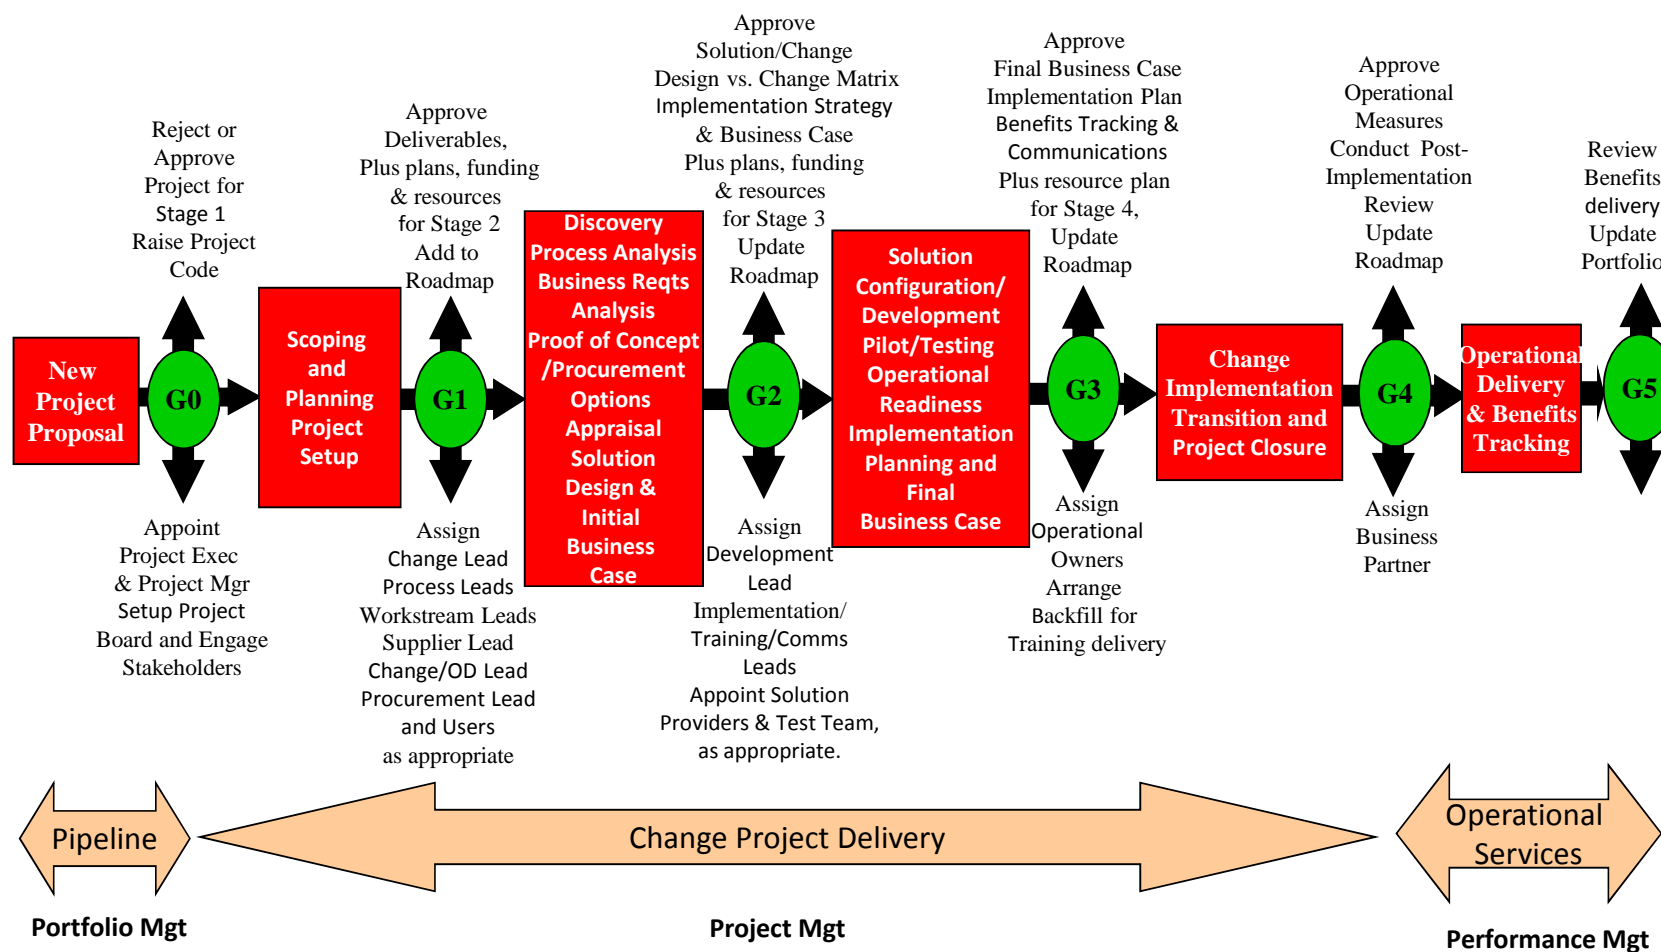 Reject or
Approve
Project for
Stage 1
Raise Project
Code
Approve
Deliverables,
Plus plans, funding
& resources
for Stage 2
Add to
Roadmap
Approve
Solution/Change
Design vs. Change Matrix
Implementation Strategy
& Business Case
Plus plans, funding
& resources
for Stage 3
Update
Roadmap
Approve
Final Business Case
Implementation Plan
Benefits Tracking &
Communications
Plus resource plan
for Stage 4,
Update
Roadmap
Approve
Operational
Measures
Conduct Post-
Implementation
Review
Update
Roadmap
Review
Benefits
delivery
Update
Portfolio
New
Project
Proposal
G0
Scoping
and
Planning
Project
Setup
G1
Discovery
Process Analysis
Business Reqts
Analysis
Proof of Concept
/Procurement
Options
Appraisal
Solution
Design &
Initial
Business
Case
G2
Solution
Configuration/
Development
Pilot/Testing
Operational
Readiness
Implementation
Planning and
Final
Business Case
G3
Change
Implementation
Transition and
Project Closure
G4
Operational
Delivery
& Benefits
Tracking
G5
Appoint
Project Exec
& Project Mgr
Setup Project
Board and Engage
Stakeholders
Assign
Change Lead
Process Leads
Workstream Leads
Supplier Lead
Change/OD Lead
Procurement Lead
and Users
as appropriate
Assign
Development
Lead
Implementation/
Training/Comms
Leads
Appoint Solution
Providers & Test Team,
as appropriate.
Assign
Operational
Owners
Arrange
Backfill for
Training delivery
Assign
Business
Partner
Pipeline
Change Project Delivery
Operational
Services
Portfolio Mgt
Project Mgt
Performance Mgt